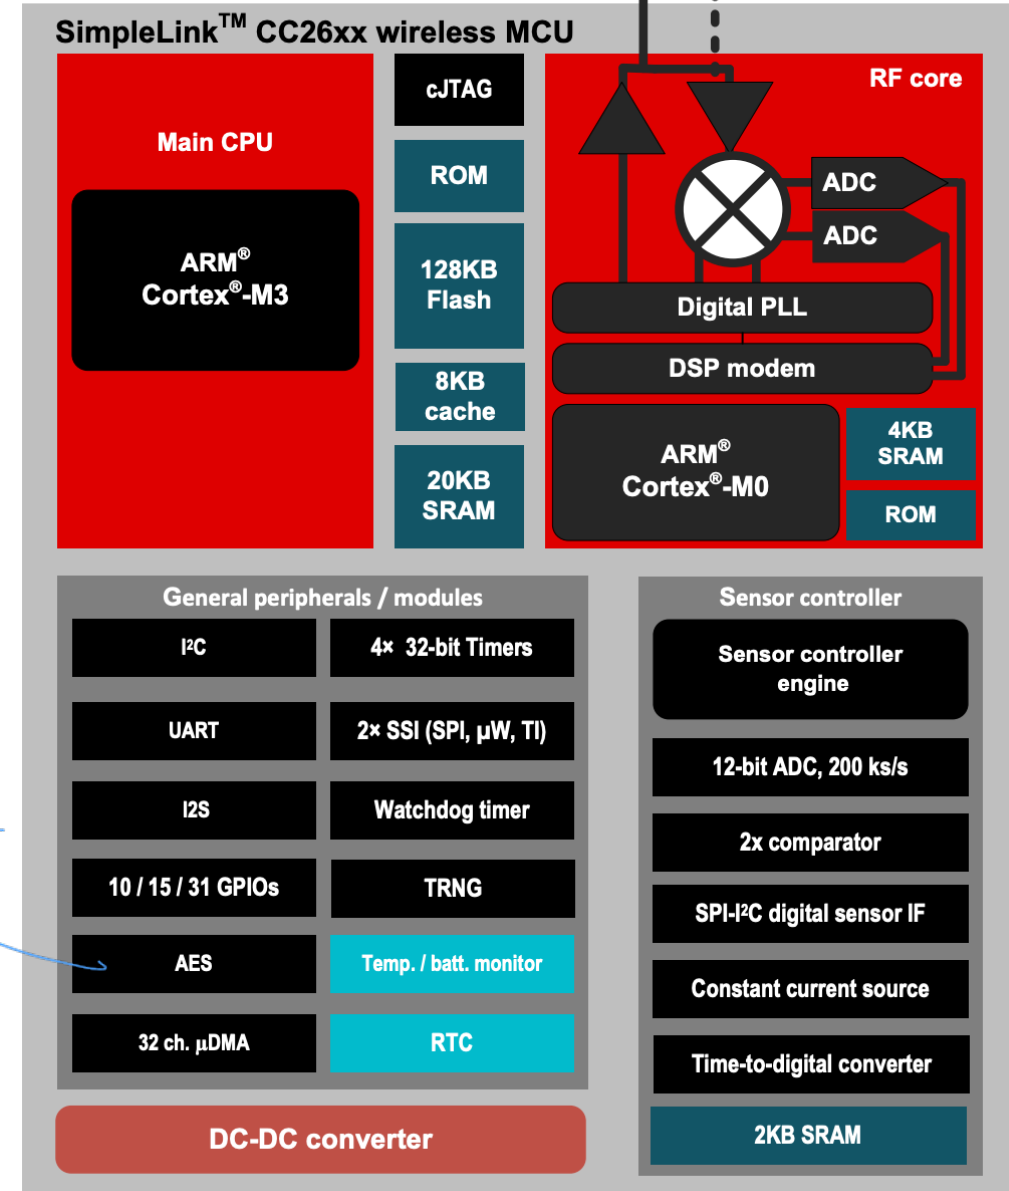 SimpleLink™ CC26xx wireless MCU
Main CPU
ARM®
Cortex®-M3
cJTAG
ROM
128KB
Flash
8KB
cache
20KB
SRAM
RF core
ADC
ADC
Digital PLL
DSP modem
ARM®
Cortex®-M0
4KB
SRAM
ROM
General peripherals / modules
I²C
4× 32-bit Timers
UART
2× SSI (SPI, µW, TI)
I2S
Watchdog timer
10 / 15 / 31 GPIOs
TRNG
AES
Temp. / batt. monitor
32 ch. µDMA
RTC
Sensor controller
Sensor controller
engine
12-bit ADC, 200 ks/s
2x comparator
SPI-I²C digital sensor IF
Constant current source
Time-to-digital converter
2KB SRAM
DC-DC converter